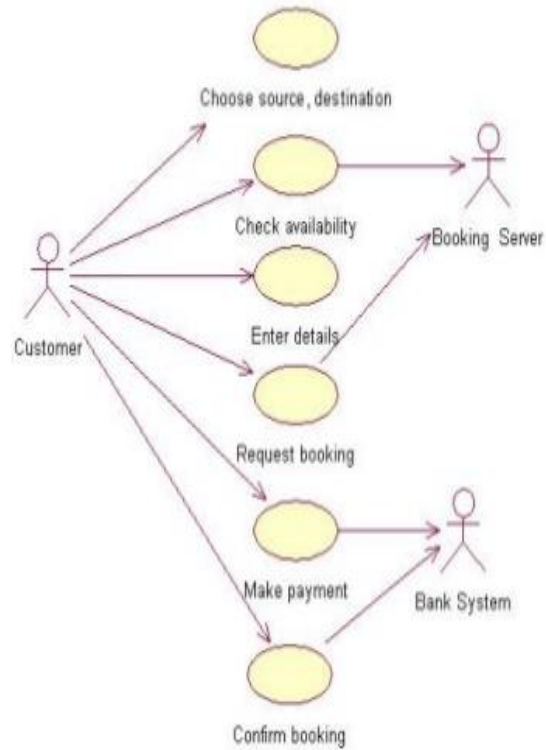 Choose source, destination
Check availability
Booking Server
Enter details
Customer
Request booking
Make payment
Bank System
Confirm booking